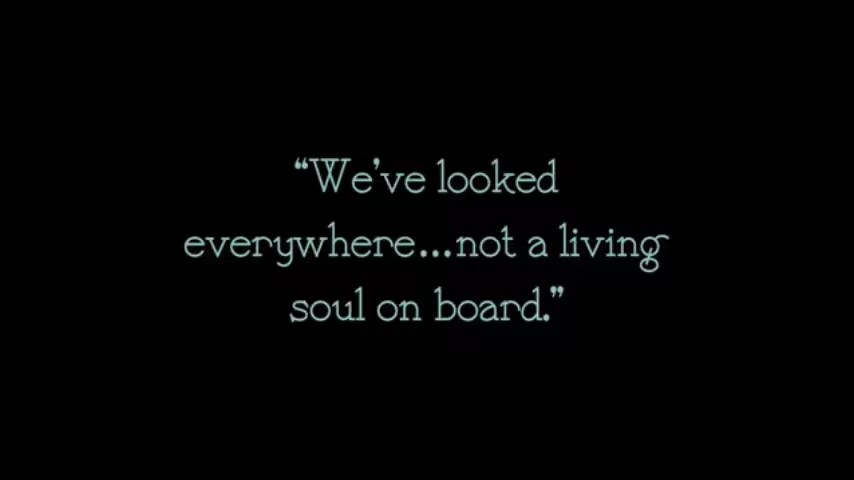 “We’ve looked
everywhere...not a living
soul on board.”